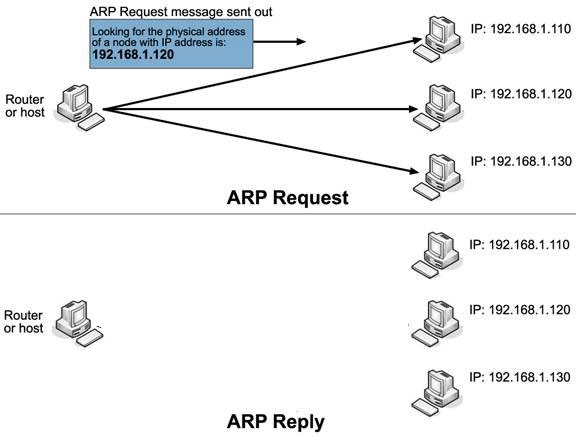 ARP Request message sent out
Looking for the physical address
of a node with IP address is:
192.168.1.120
IP: 192.168.1.110
Router
or host
IP: 192.168.1.120
IP: 192.168.1.130
ARP Request
IP: 192.168.1.110
Router
or host
IP: 192.168.1.120
IP: 192.168.1.130
ARP Reply